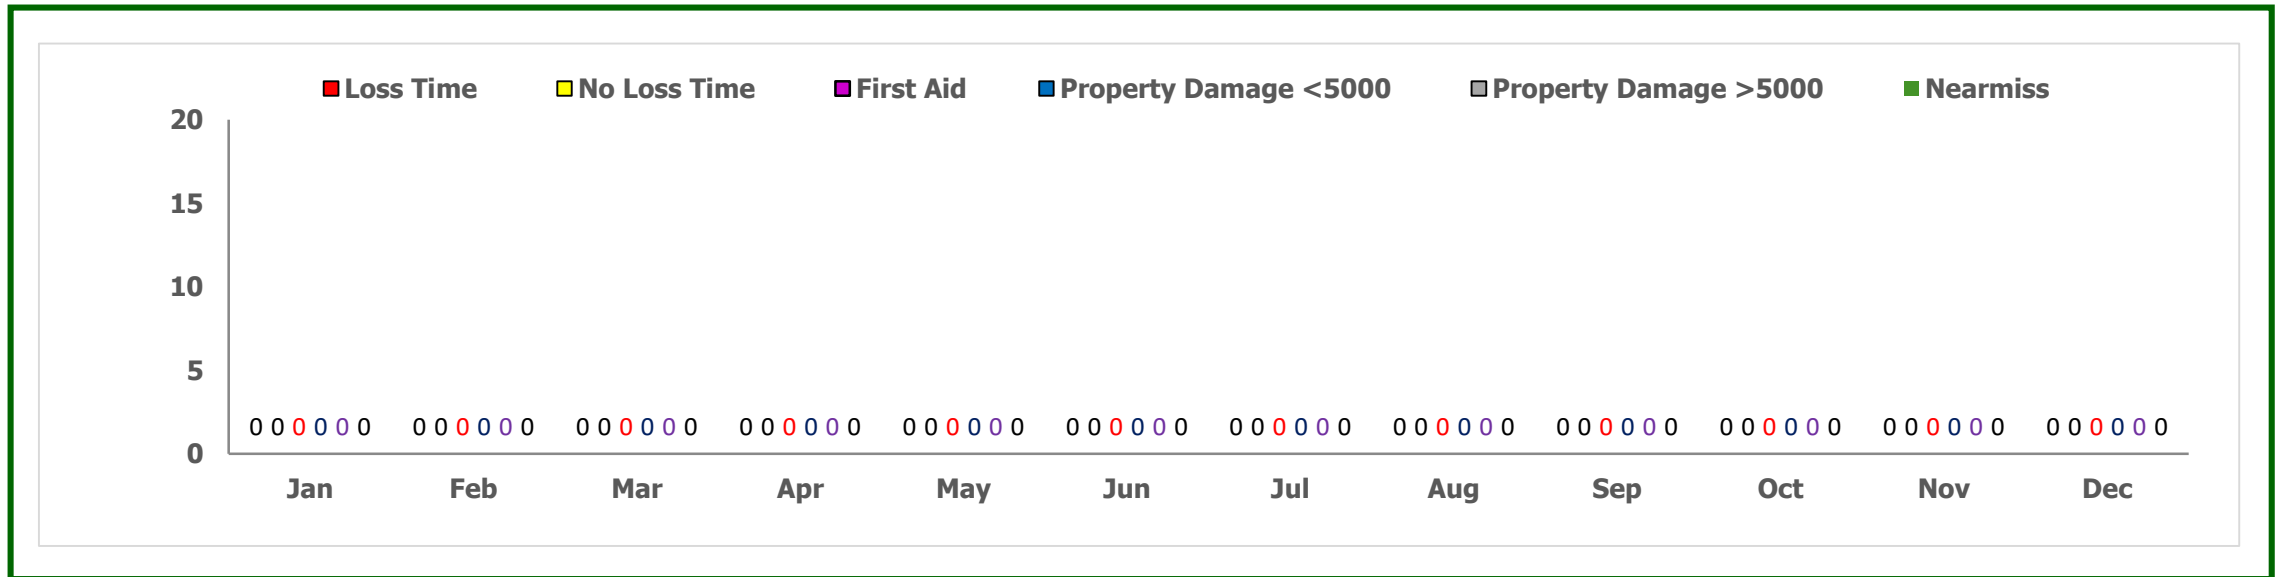 Loss Time No Loss Time First Aid Property Damage <5000 Property Damage >5000 Nearmiss
20
15
10
5
0 0 0 0 0 0 0 0 0 0 0 0 0 0 0 0 0 0 0 0 0 0 0 0 0 0 0 0 0 0 0 0 0 0 0 0 0 0 0 0 0 0 0 0 0 0 0 0 0 0 0 0 0 0 0 0 0 0 0 0 0 0 0 0 0 0 0 0 0 0 0 0
0
Jan Feb Mar Apr May Jun Jul Aug Sep Oct Nov Dec